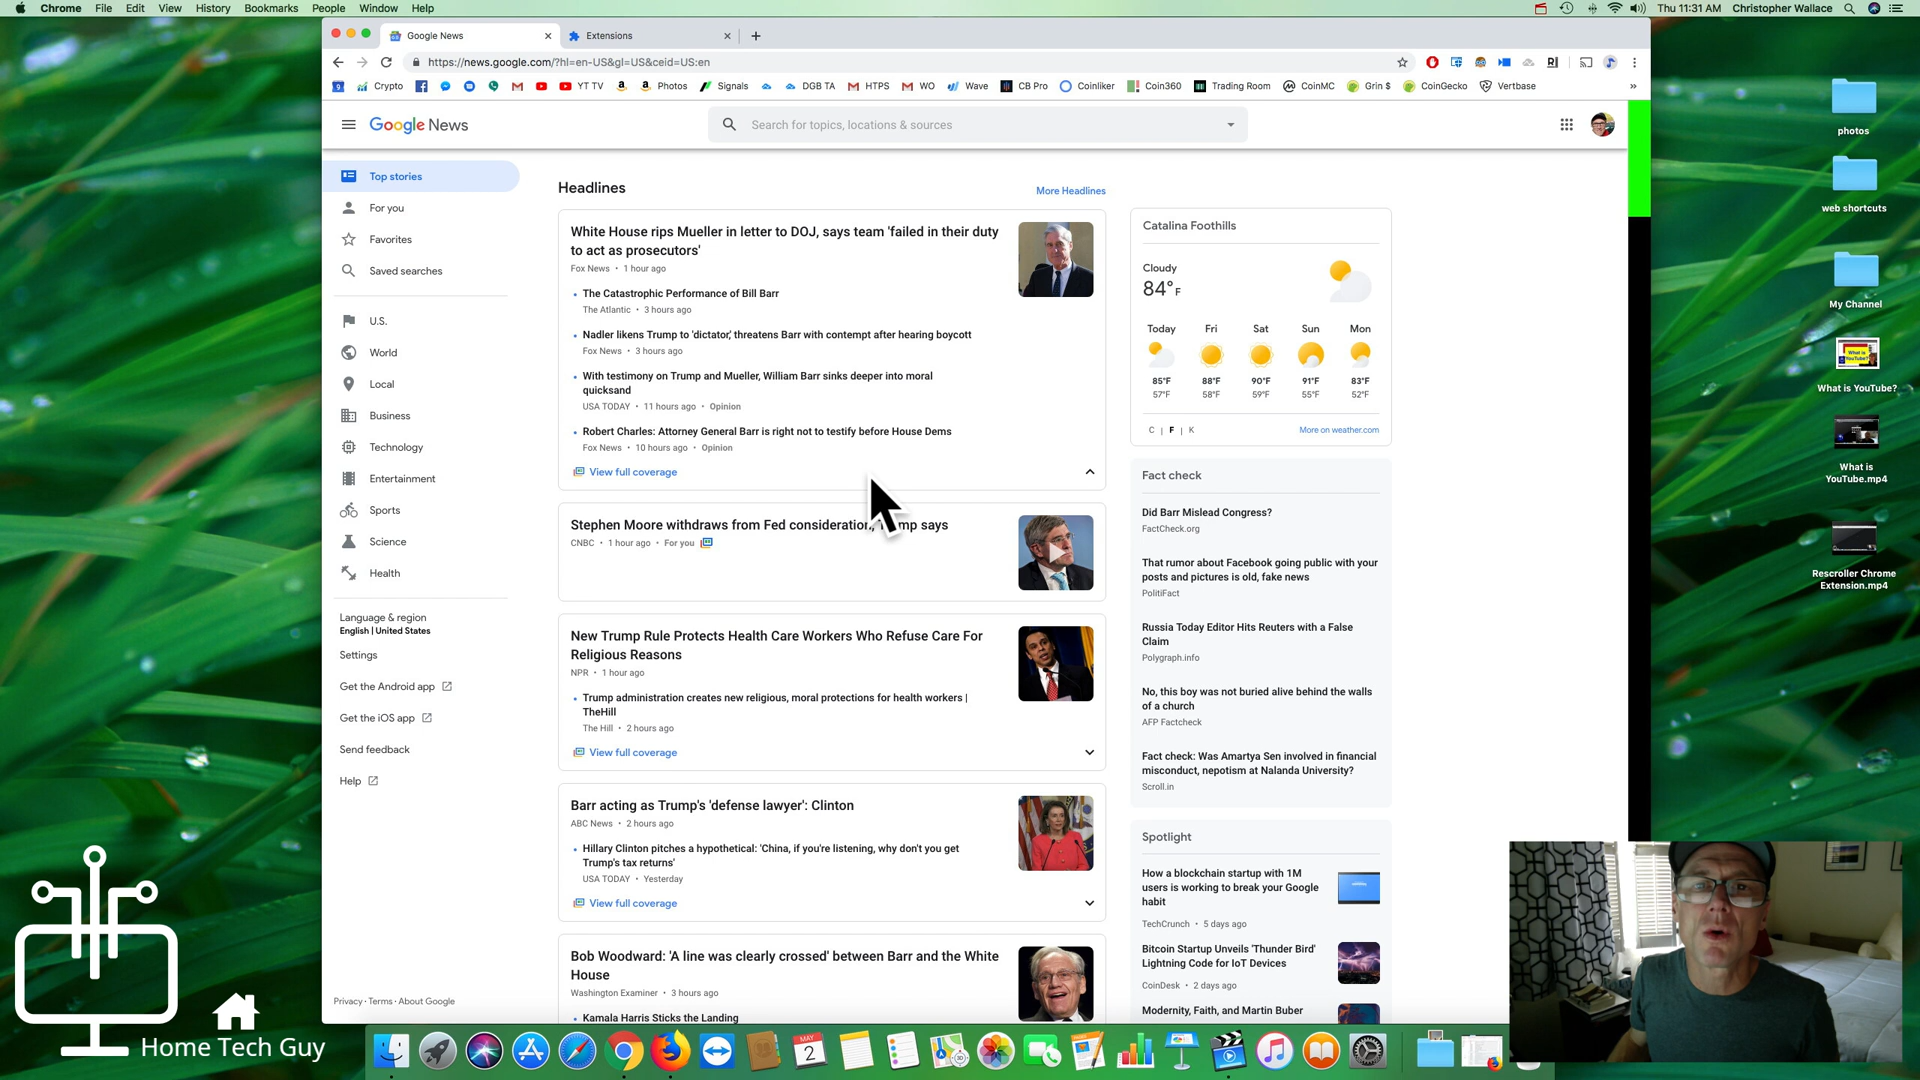 Chrome File Edit View History Bookmarks People Window Help
Thu 11:31 AM Christopher Wallace
Google News
Extensions
https://news.google.com/?hl=en-US&gl=US&ceid=US:en
Crypto YT TV Photos Signals DGB TA HTPS WO Wave CB Pro Coinliker Coin360 Trading Room CoinMC Grin $ CoinGecko Vertbase »
Google News
Search for topics, locations & sources
Top stories
For you
Favorites
Saved searches
U.S.
World
Local
Business
Technology
Entertainment
Sports
Science
Health
Language & region
English | United States
Settings
Get the Android app
Get the iOS app
Send feedback
Help
Privacy · Terms · About Google
Headlines
More Headlines
White House rips Mueller in letter to DOJ, says team 'failed in their duty
to act as prosecutors'
Fox News • 1 hour ago
The Catastrophic Performance of Bill Barr
The Atlantic • 3 hours ago
Nadler likens Trump to 'dictator,' threatens Barr with contempt after hearing boycott
Fox News • 3 hours ago
With testimony on Trump and Mueller, William Barr sinks deeper into moral
quicksand
USA TODAY • 11 hours ago • Opinion
Robert Charles: Attorney General Barr is right not to testify before House Dems
Fox News • 10 hours ago • Opinion
View full coverage
Stephen Moore withdraws from Fed consideration, says
CNBC • 1 hour ago • For you
New Trump Rule Protects Health Care Workers Who Refuse Care For
Religious Reasons
NPR • 1 hour ago
Trump administration creates new religious, moral protections for health workers |
TheHill
The Hill • 2 hours ago
View full coverage
Barr acting as Trump's 'defense lawyer': Clinton
ABC News • 2 hours ago
Hillary Clinton pitches a hypothetical: 'China, if you're listening, why don't you get
Trump's tax returns'
USA TODAY • Yesterday
View full coverage
Bob Woodward: 'A line was clearly crossed' between Barr and the White
House
Washington Examiner • 3 hours ago
Kamala Harris Sticks the Landing
Catalina Foothills
Cloudy
84°F
Today Fri Sat Sun Mon
85°F 88°F 90°F 91°F 83°F
57°F 58°F 59°F 55°F 52°F
C | F | K
More on weather.com
Fact check
Did Barr Mislead Congress?
FactCheck.org
That rumor about Facebook going public with your
posts and pictures is old, fake news
PolitiFact
Russia Today Editor Hits Reuters with a False
Claim
Polygraph.info
No, this boy was not buried alive behind the walls
of a church
AFP Factcheck
Fact check: Was Amartya Sen involved in financial
misconduct, nepotism at Nalanda University?
Scroll.in
Spotlight
How a blockchain startup with 1M
users is working to break your Google
habit
TechCrunch • 5 days ago
Bitcoin Startup Unveils 'Thunder Bird'
Lightning Code for IoT Devices
CoinDesk • 2 days ago
Modernity, Faith, and Martin Buber
photos
web shortcuts
My Channel
What is
YouTube?
What is YouTube?
What is
YouTube.mp4
Rescroller Chrome
Extension.mp4
Home Tech Guy
MAY
2